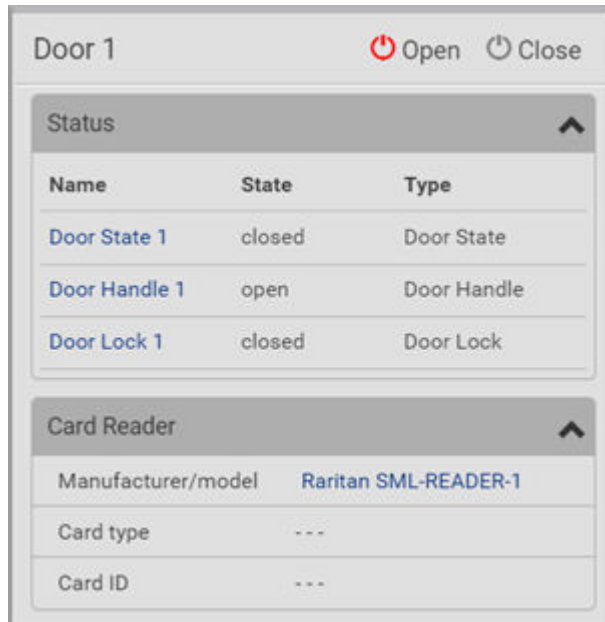 Door 1 Open Close
Status
Name State Type
Door State 1 closed Door State
Door Handle 1 open Door Handle
Door Lock 1 closed Door Lock
Card Reader
Manufacturer/model Raritan SML-READER-1
Card type ---
Card ID ---